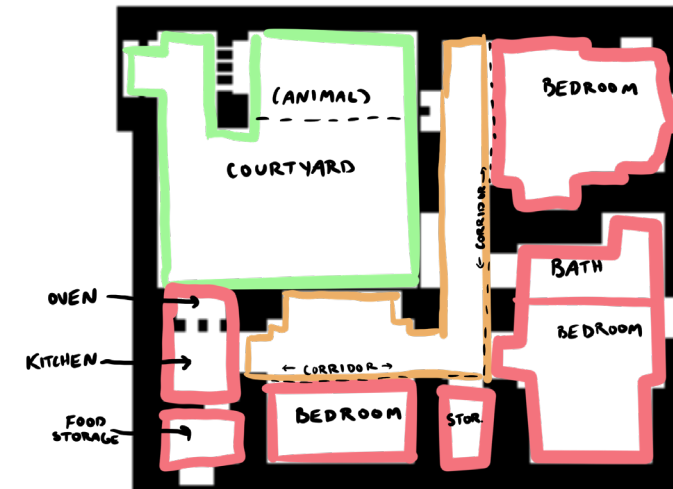 BEDROOM
(ANIMAL)
COURTYARD
← CORRIDOR →
BATH
OVEN
BEDROOM
KITCHEN
← CORRIDOR →
BEDROOM
STOR.
FOOD
STORAGE